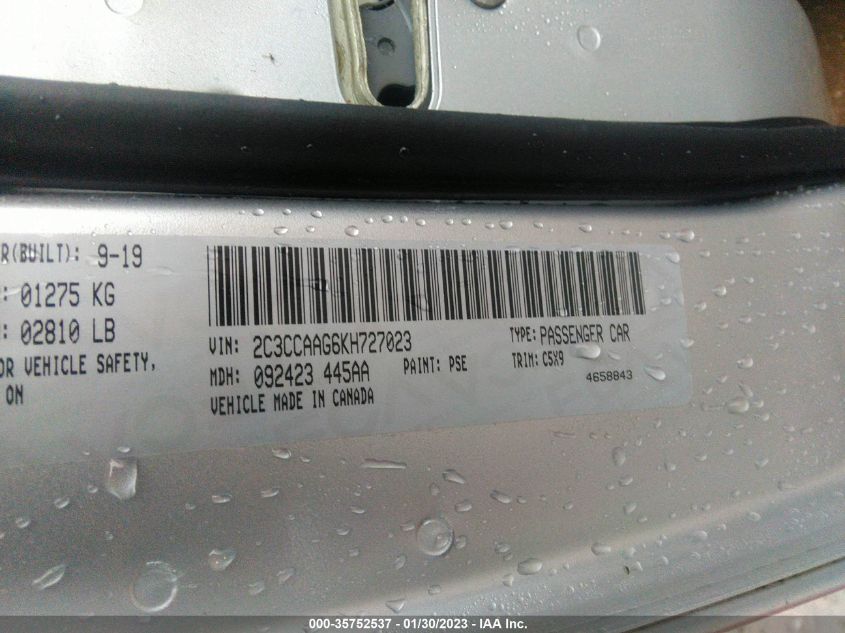 R(BUILT): 9-19
: 01275 KG
: 02810 LB
OR VEHICLE SAFETY,
ON
VIN: 2C3CCAAG6KH727023
TYPE: PASSENGER CAR
MDH: 092423 445AA
PAINT: PSE
TRIM: C5X9
VEHICLE MADE IN CANADA
4658843
000-35752537 - 01/30/2023 - IAA Inc.